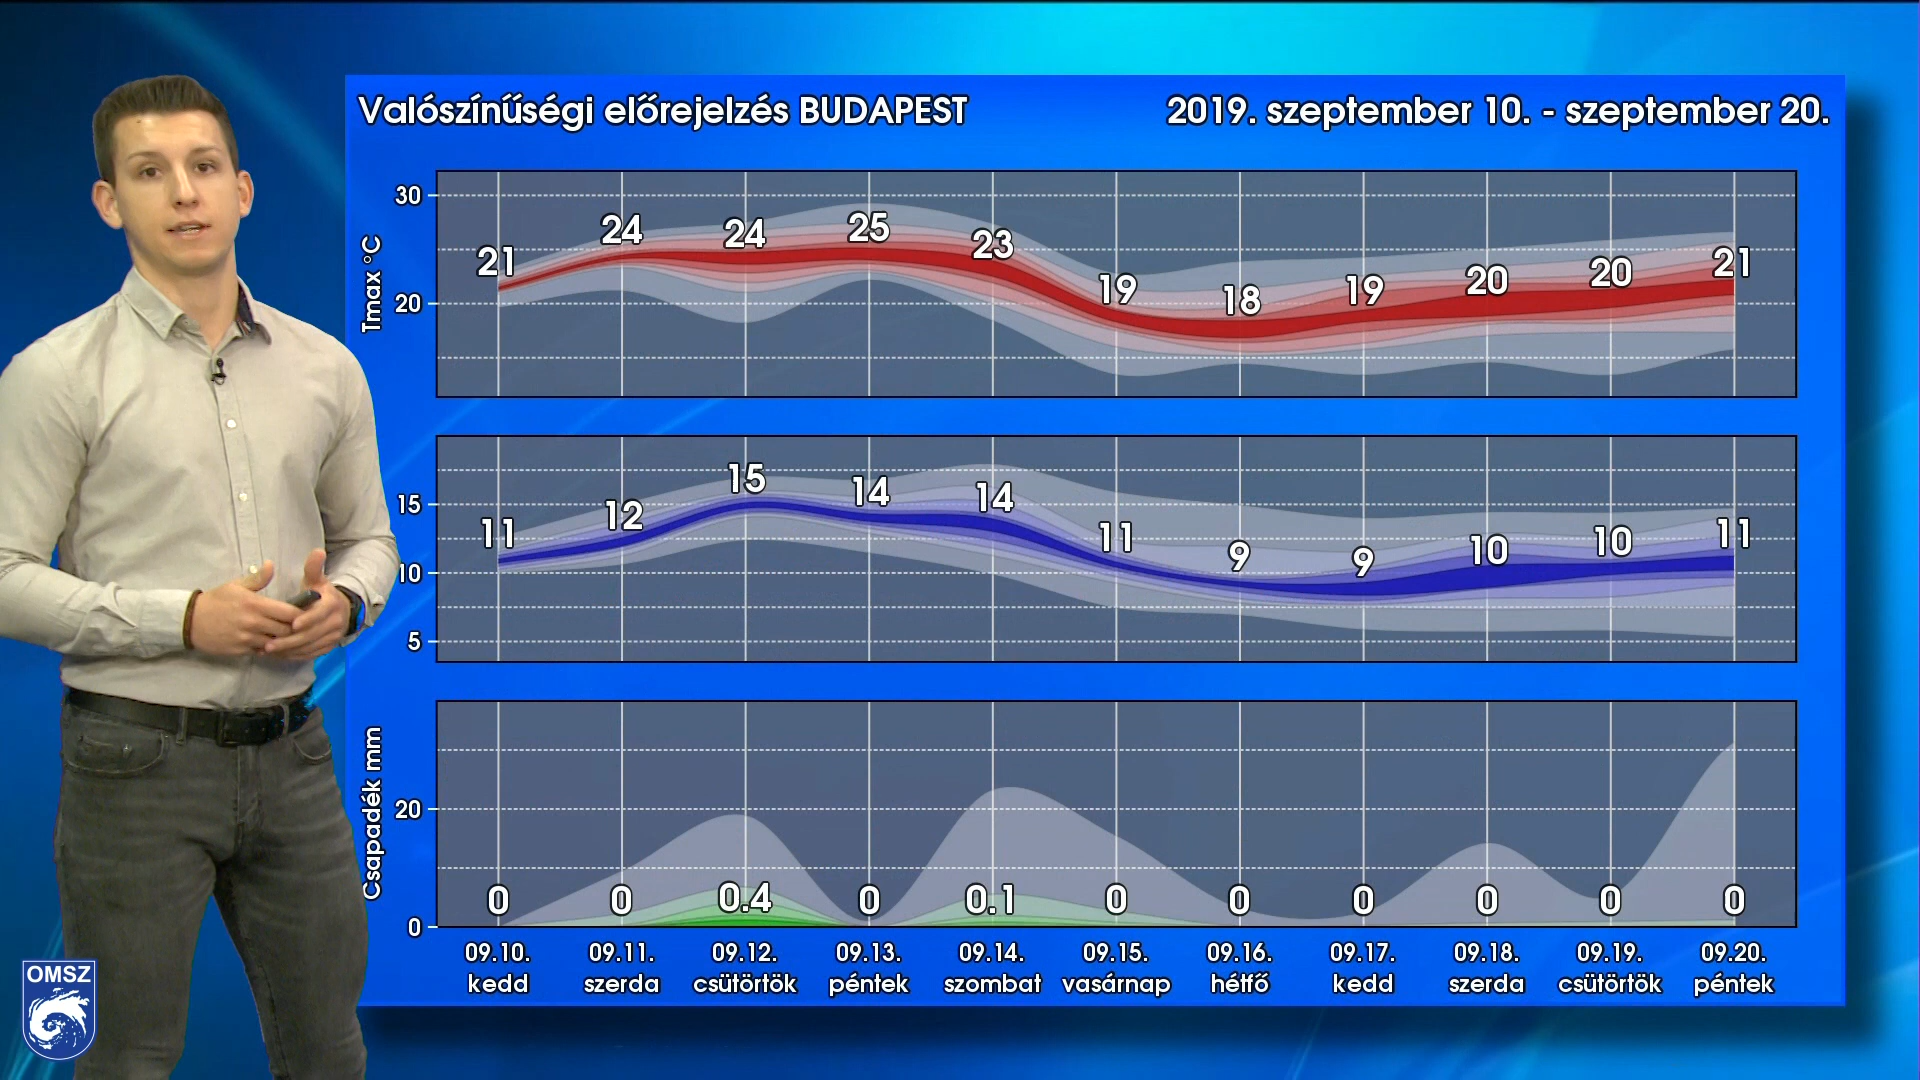 Valószínűségi előrejelzés BUDAPEST
2019. szeptember 10. - szeptember 20.
Tmax °C
30
20
21 24 24 25 23 19 18 19 20 20 21
15
10
5
11 12 15 14 14 11 9 9 10 10 11
Csapadék mm
20
0
0 0 0.4 0 0.1 0 0 0 0 0 0
09.10. 09.11. 09.12. 09.13. 09.14. 09.15. 09.16. 09.17. 09.18. 09.19. 09.20.
kedd szerda csütörtök péntek szombat vasárnap hétfő kedd szerda csütörtök péntek
OMSZ